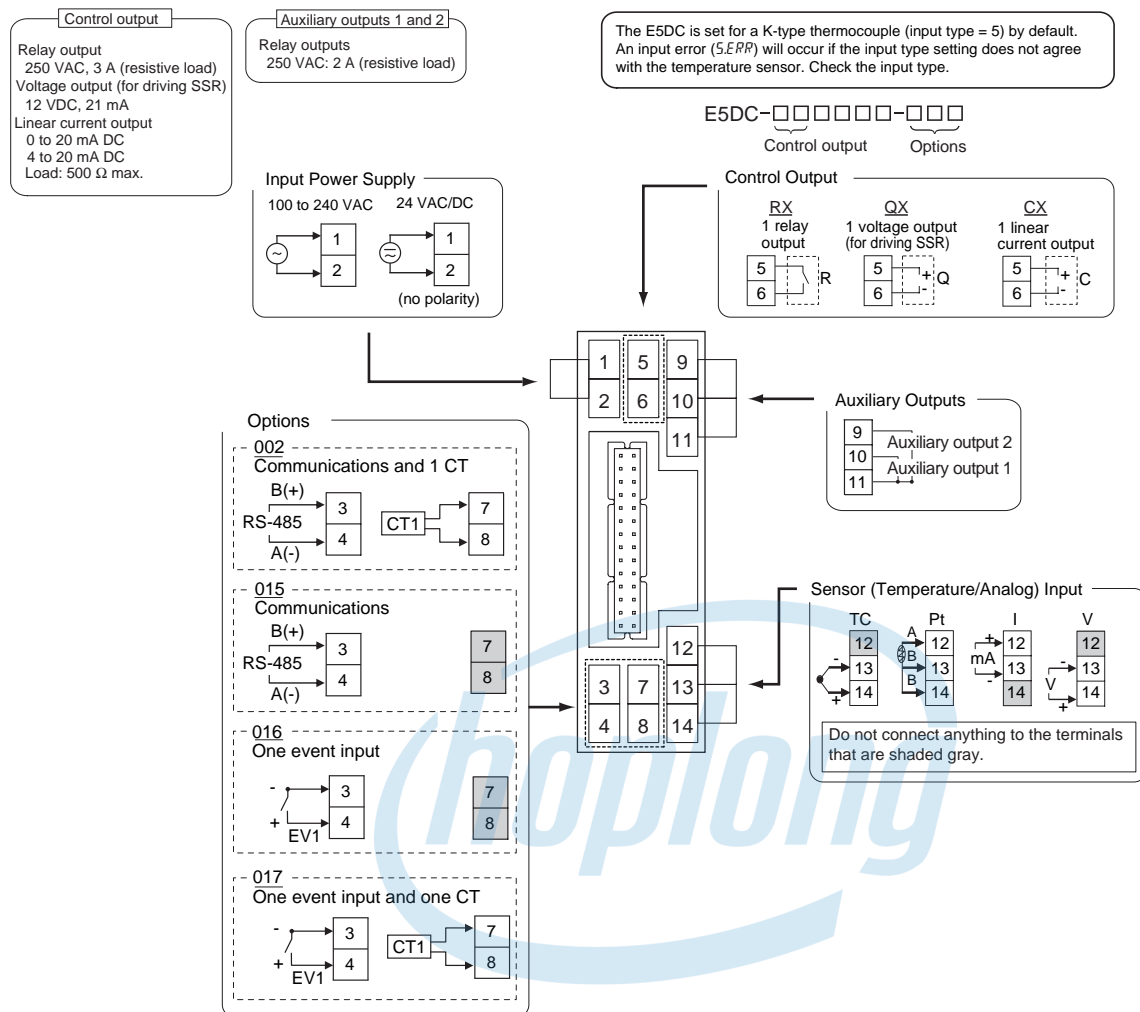 Control output
Relay output
250 VAC, 3 A (resistive load)
Voltage output (for driving SSR)
12 VDC, 21 mA
Linear current output
0 to 20 mA DC
4 to 20 mA DC
Load: 500 Ω max.
Auxiliary outputs 1 and 2
Relay outputs
250 VAC: 2 A (resistive load)
The E5DC is set for a K-type thermocouple (input type = 5) by default.
An input error (S.ERR) will occur if the input type setting does not agree
with the temperature sensor. Check the input type.
E5DC-□□□□□□-□□□
Control output Options
Input Power Supply
100 to 240 VAC 24 VAC/DC
1 1
2 2
(no polarity)
Control Output
RX QX CX
1 relay output
1 voltage output
(for driving SSR)
1 linear
current output
5 5 + 5 +
R Q C
6 6 - 6 -
1 5 9
2 6 10
11
Auxiliary Outputs
9
Auxiliary output 2
10
Auxiliary output 1
11
Options
002
Communications and 1 CT
B(+)
3 7
RS-485 CT1
4 8
A(-)
015
Communications
B(+)
3 7
RS-485
4 8
A(-)
016
One event input
- 3 7
+ 4 8
EV1
017
One event input and one CT
- 3 7
CT1
+ 4 8
EV1
12
3 7 13
4 8 14
Sensor (Temperature/Analog) Input
TC Pt I V
12 A 12 + 12 12
- 13 B 13 mA 13 - 13
+ 14 B 14 - 14 V + 14
Do not connect anything to the terminals
that are shaded gray.
hoplong